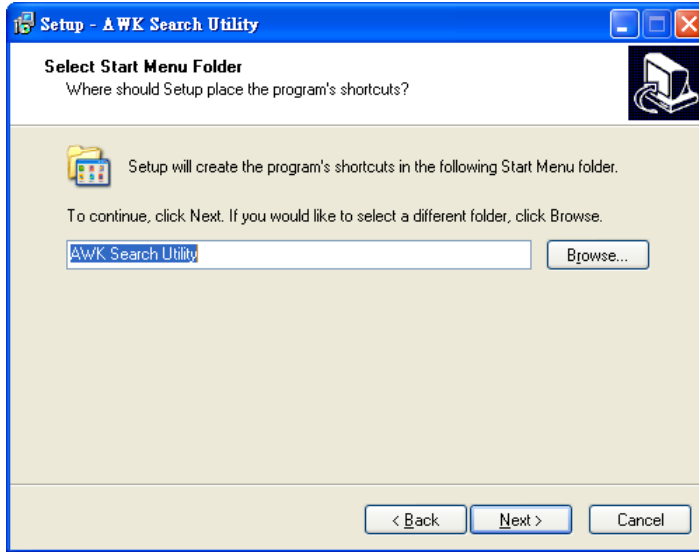 Setup - AWK Search Utility
Select Start Menu Folder
Where should Setup place the program's shortcuts?
Setup will create the program's shortcuts in the following Start Menu folder.
To continue, click Next. If you would like to select a different folder, click Browse.
AWK Search Utility
Browse...
< Back
Next >
Cancel